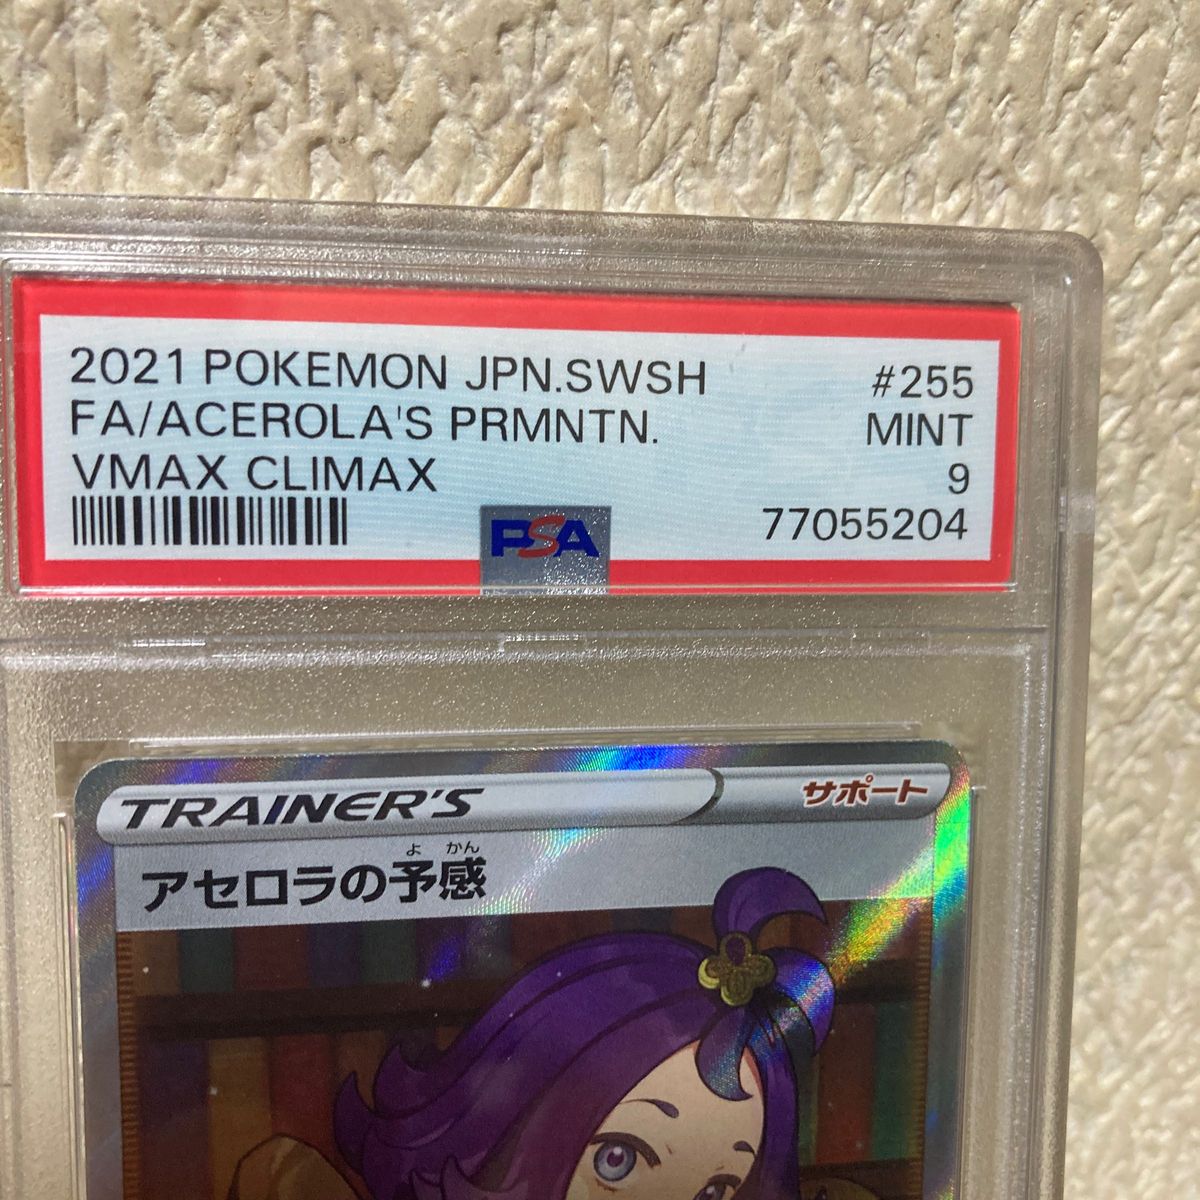 2021 POKEMON JPN.SWSH #255
FA/ACEROLA'S PRMNTN. MINT
VMAX CLIMAX 9
PSA 77055204
TRAINER'S サポート
よ かん
アセロラの予感